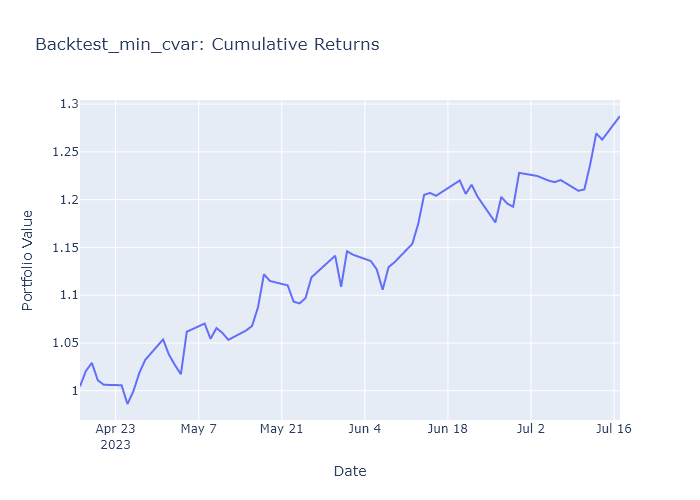 Backtest_min_cvar: Cumulative Returns
1.3
1.25
1.2
1.15
1.1
1.05
1
Portfolio Value
Apr 23
2023
May 7
May 21
Jun 4
Jun 18
Jul 2
Jul 16
Date